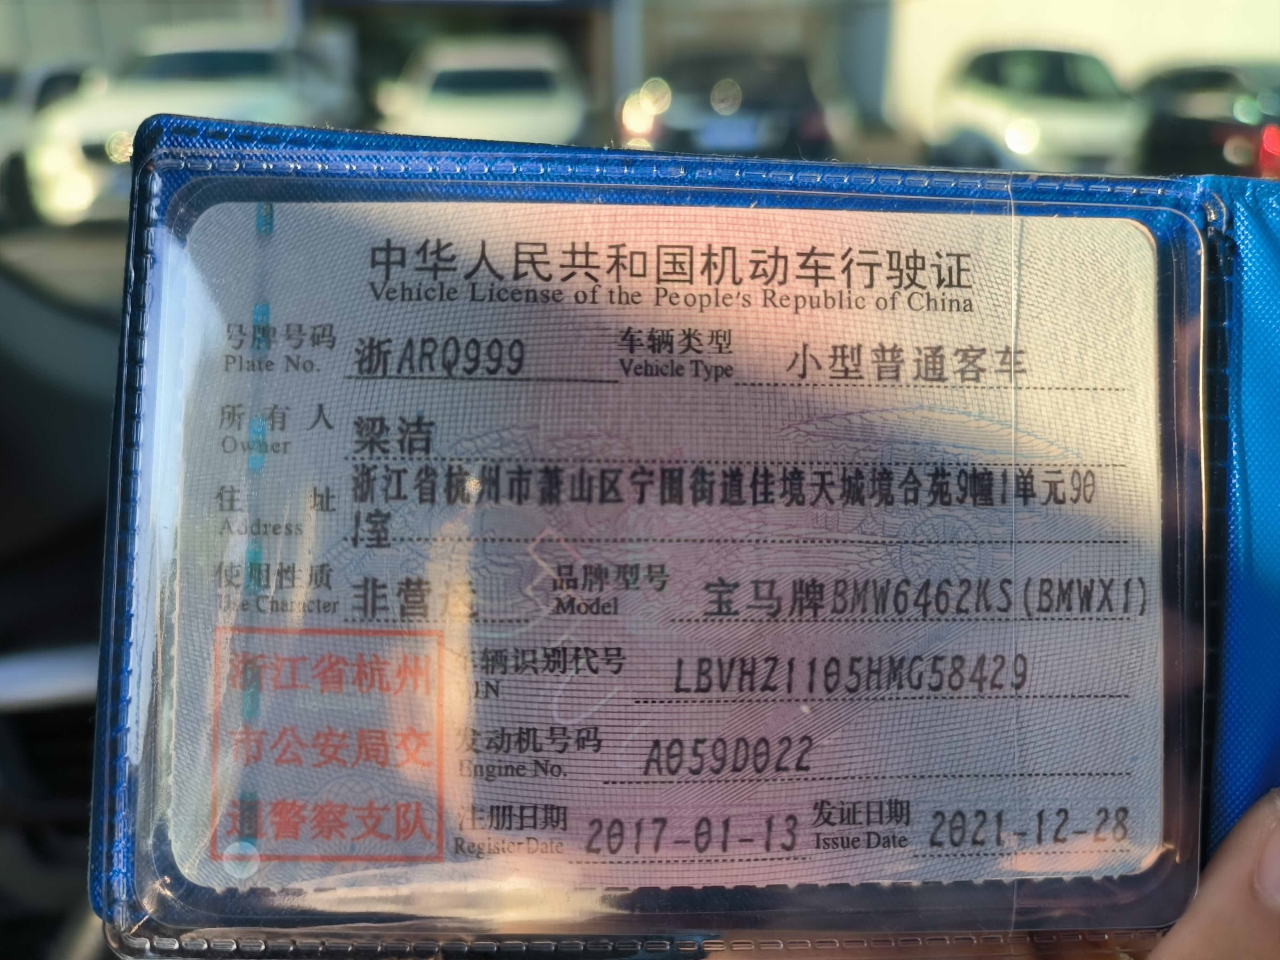 中华人民共和国机动车行驶证
Vehicle License of the People's Republic of China
号牌号码 浙ARQ999 车辆类型 小型普通客车
Plate No. Vehicle Type
所有人 梁洁
Owner
住址 浙江省杭州市萧山区宁围街道佳境天城境合苑9幢1单元90
Address 1室
使用性质 非营运 品牌型号 宝马牌BMW6462KS(BMWX1)
Use Character Model
浙江省杭州
市公安局交
通警察支队
车辆识别代号 LBVHZ1105HMG58429
VIN
发动机号码 A059D022
Engine No.
注册日期 2017-01-13 发证日期 2021-12-28
Register Date Issue Date